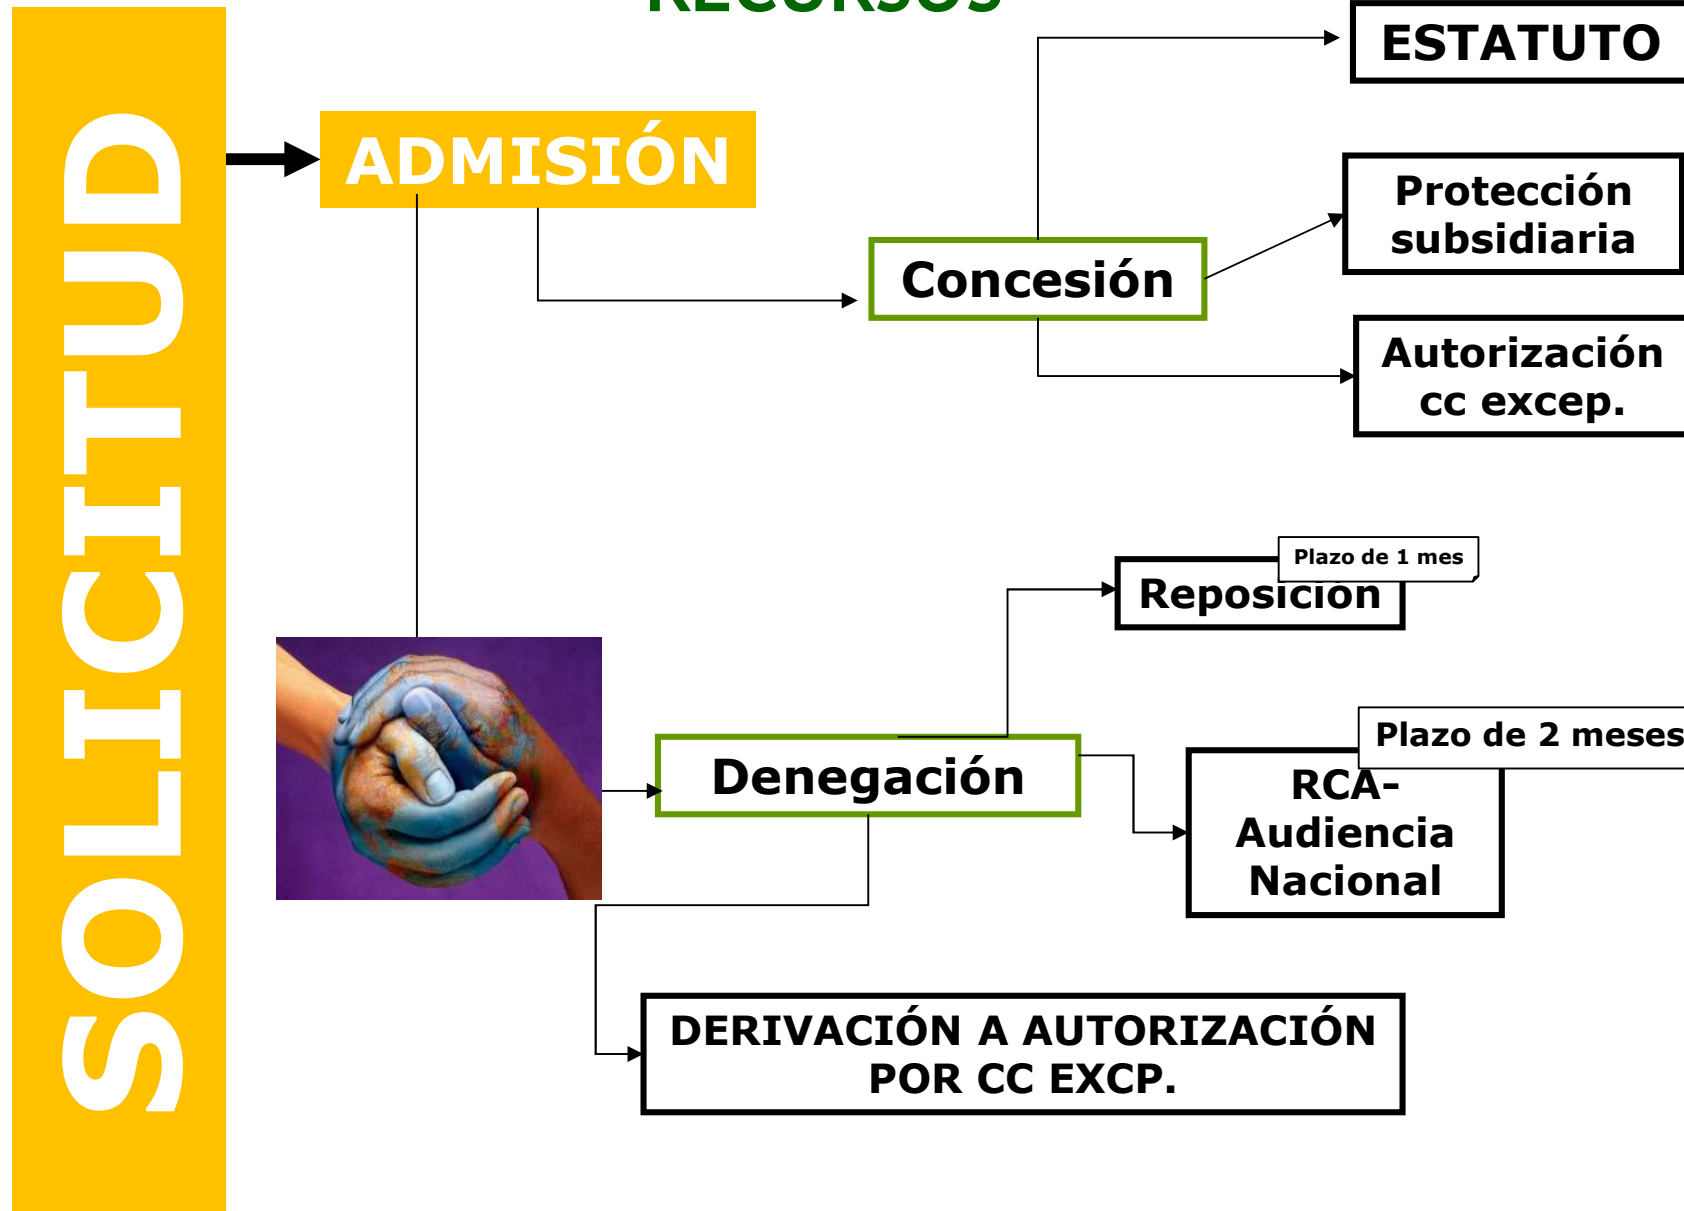 RECURSOS
SOLICITUD
ADMISIÓN
ESTATUTO
Protección
subsidiaria
Concesión
Autorización
cc excep.
Plazo de 1 mes
Reposición
Plazo de 2 meses
Denegación
RCA-
Audiencia
Nacional
DERIVACIÓN A AUTORIZACIÓN
POR CC EXCP.